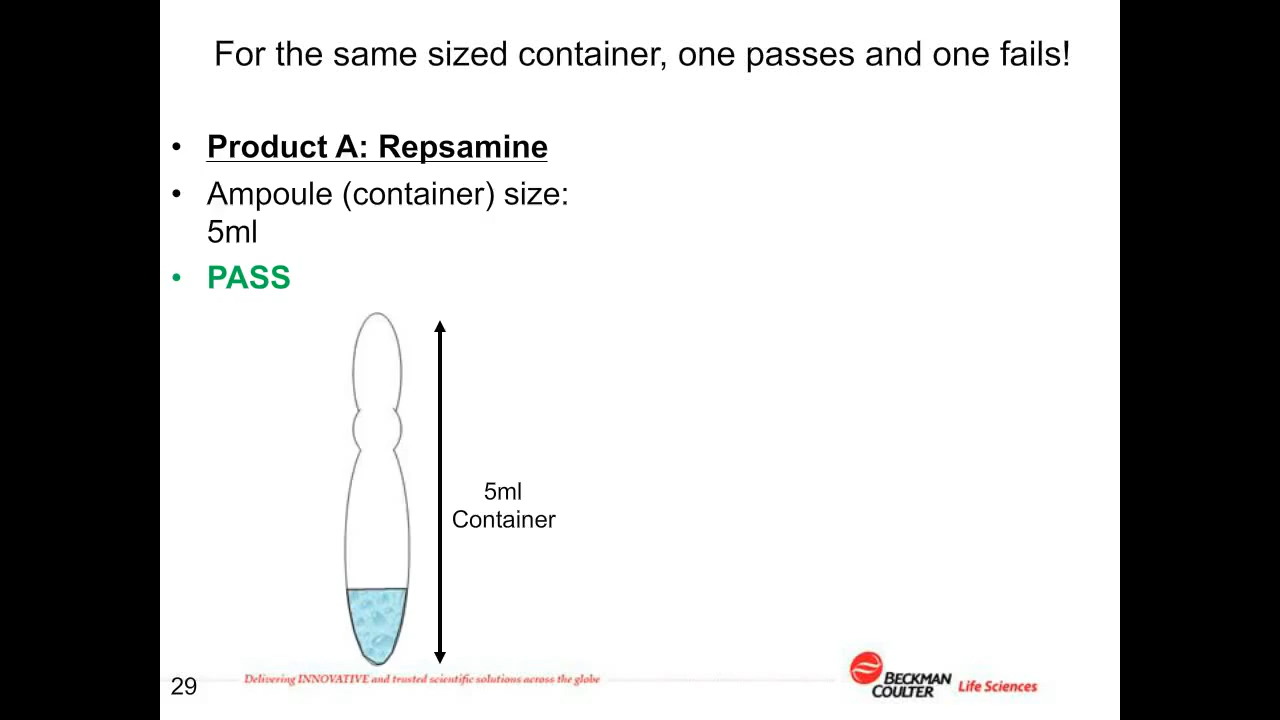 For the same sized container, one passes and one fails!
• Product A: Repsamine
• Ampoule (container) size:
5ml
• PASS
5ml
Container
29
Delivering INNOVATIVE and trusted scientific solutions across the globe
BECKMAN
COULTER
Life Sciences